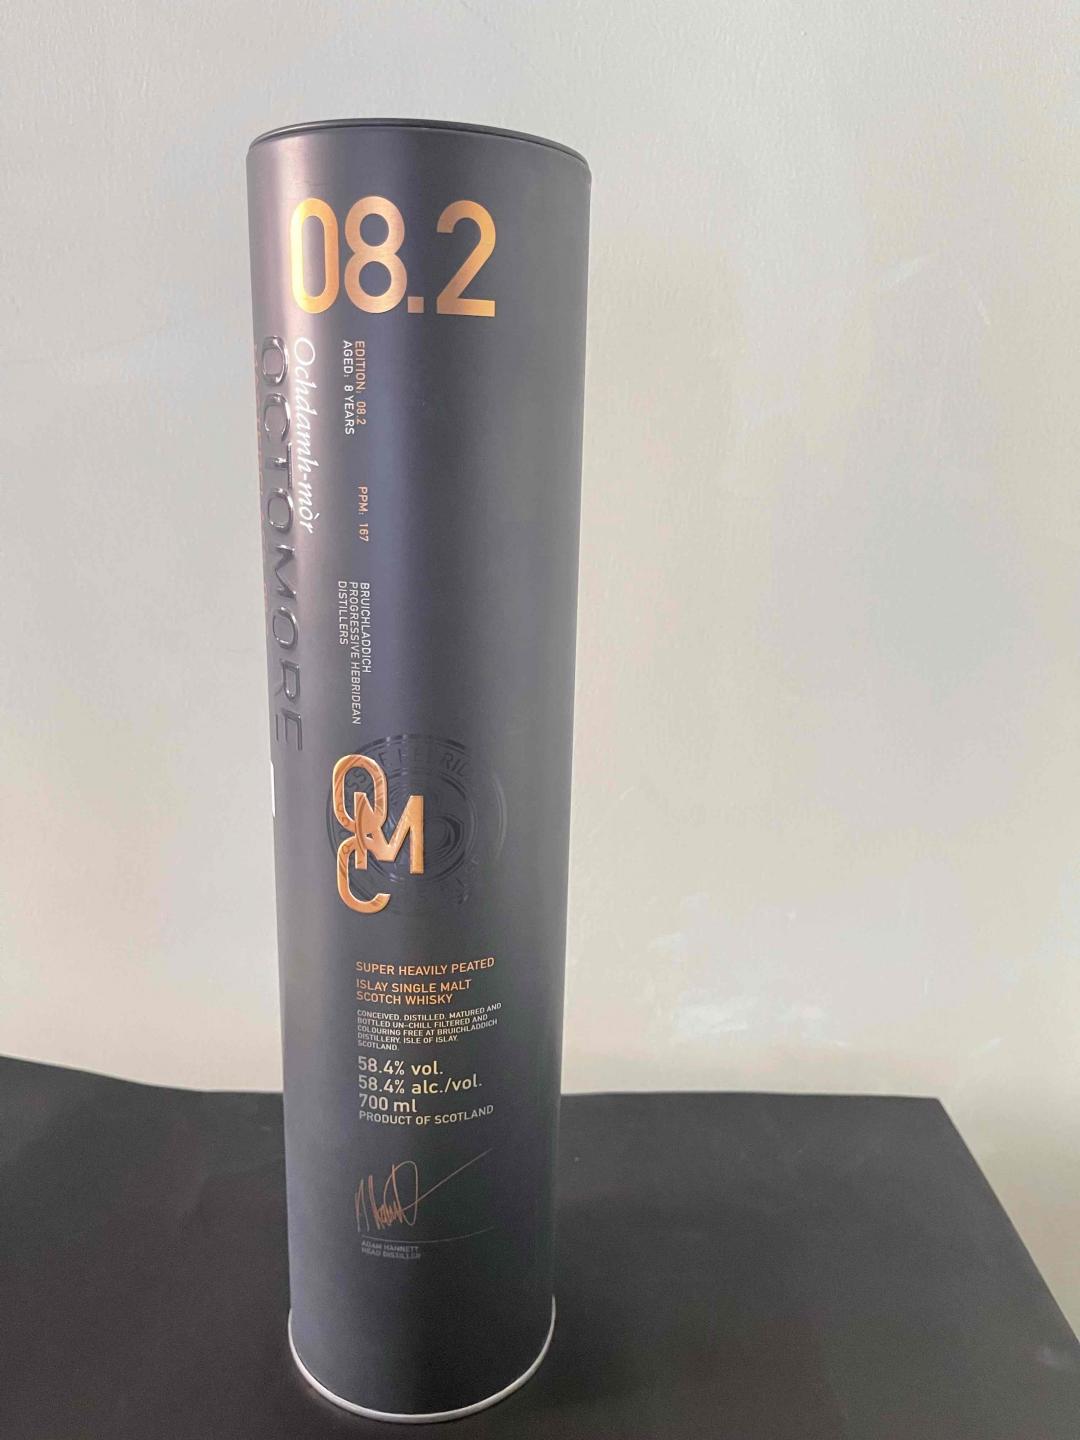 08.2
Ochdamh-mòr
OCTOMORE
EDITION: 08.2
AGED: 8 YEARS
PPM: 167
BRUICHLADDICH
PROGRESSIVE HEBRIDEAN
DISTILLERS
OMC
SUPER HEAVILY PEATED
ISLAY SINGLE MALT
SCOTCH WHISKY
CONCEIVED, DISTILLED, MATURED AND
BOTTLED UN-CHILL FILTERED AND
COLOURING FREE AT BRUICHLADDICH
DISTILLERY, ISLE OF ISLAY,
SCOTLAND.
58.4% vol.
58.4% alc./vol.
700 ml
PRODUCT OF SCOTLAND
ADAM HANNETT
HEAD DISTILLER